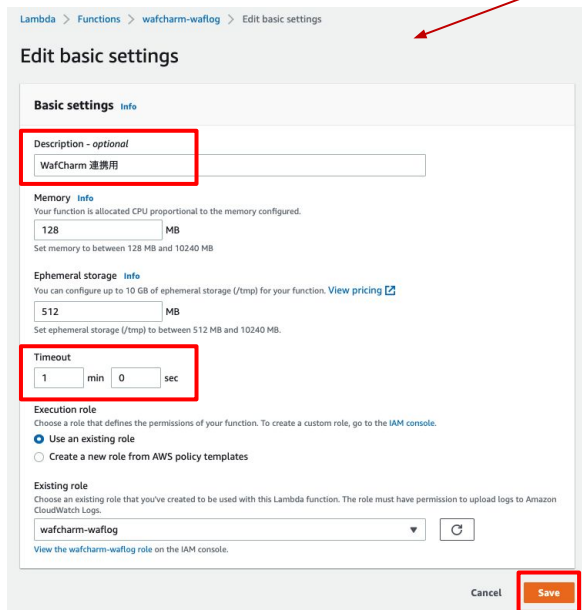 Lambda > Functions > wafcharm-waflog > Edit basic settings
Edit basic settings
Basic settings Info
Description - optional
WafCharm 連携用
Memory Info
Your function is allocated CPU proportional to the memory configured.
128 MB
Set memory to between 128 MB and 10240 MB
Ephemeral storage Info
You can configure up to 10 GB of ephemeral storage (/tmp) for your function. View pricing
512 MB
Set ephemeral storage (/tmp) to between 512 MB and 10240 MB.
Timeout
1 min 0 sec
Execution role
Choose a role that defines the permissions of your function. To create a custom role, go to the IAM console.
Use an existing role
Create a new role from AWS policy templates
Existing role
Choose an existing role that you've created to be used with this Lambda function. The role must have permission to upload logs to Amazon
CloudWatch Logs.
wafcharm-waflog
View the wafcharm-waflog role on the IAM console.
Cancel Save